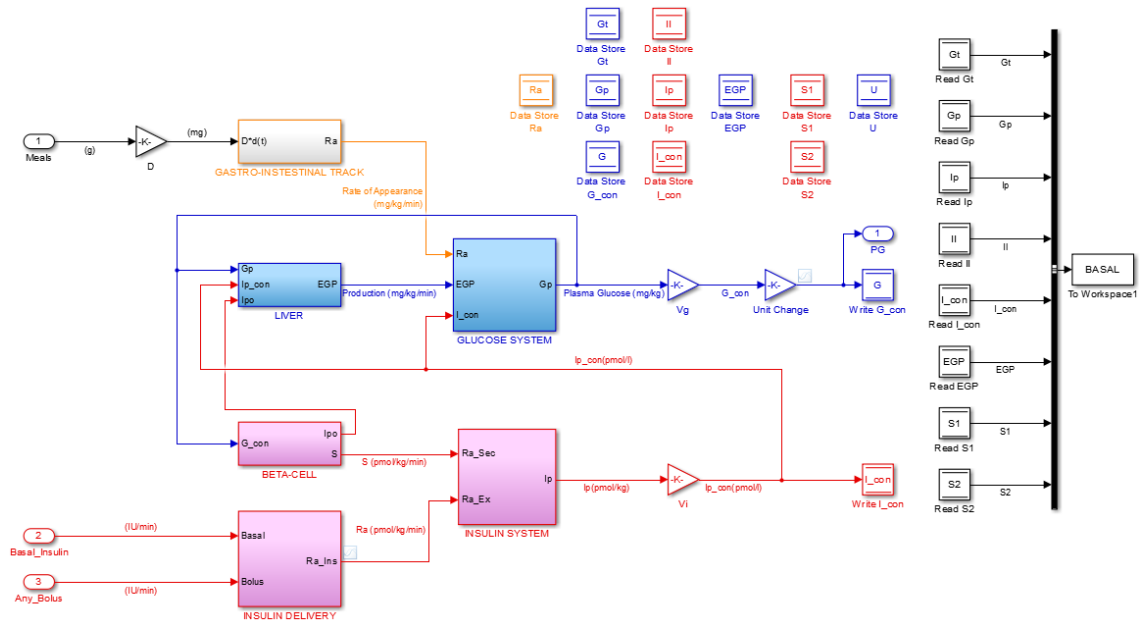 Gt
Data Store
Gt
II
Data Store
II
Ra
Data Store
Ra
Gp
Data Store
Gp
Ip
Data Store
Ip
EGP
Data Store
EGP
S1
Data Store
S1
U
Data Store
U
G
Data Store
G_con
I_con
Data Store
I_con
S2
Data Store
S2
1
Meals
(g)
-K-
D
(mg)
D*d(t)
Ra
GASTRO-INSTESTINAL TRACK
Rate of Appearance
(mg/kg/min)
Gp
Ip_con
Ipo
EGP
LIVER
Production (mg/kg/min)
Ra
EGP
I_con
Gp
GLUCOSE SYSTEM
Plasma Glucose (mg/kg)
-K-
Vg
G_con
-K-
Unit Change
1
PG
G
Write G_con
Ip_con(pmol/l)
G_con
Ipo
S
BETA-CELL
S (pmol/kg/min)
Ra_Sec
Ra_Ex
Ip
INSULIN SYSTEM
Ip(pmol/kg)
-K-
Vi
Ip_con(pmol/l)
I_con
Write I_con
2
Basal_Insulin
(IU/min)
3
Any_Bolus
(IU/min)
Basal
Bolus
Ra_Ins
INSULIN DELIVERY
Ra (pmol/kg/min)
Gt
Read Gt
Gt
Gp
Read Gp
Gp
Ip
Read Ip
Ip
II
Read II
II
I_con
Read I_con
I_con
EGP
Read EGP
EGP
S1
Read S1
S1
S2
Read S2
S2
BASAL
To Workspace1